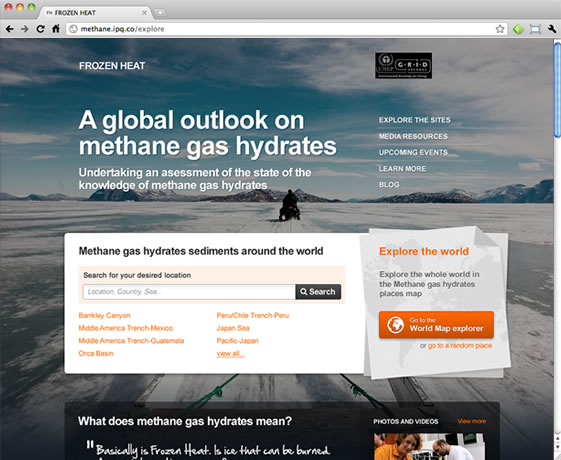 FROZEN HEAT
methane.ipq.co/explore
FROZEN HEAT
UNEP
G R I D
A global outlook on
methane gas hydrates
Undertaking an asessment of the state of the
knowledge of methane gas hydrates
EXPLORE THE SITES
MEDIA RESOURCES
UPCOMING EVENTS
LEARN MORE
BLOG
Methane gas hydrates sediments around the world
Search for your desired location
Location, Country, Sea...
Search
Barrkley Canyon
Middle America Trench-Mexico
Middle America Trench-Guatemala
Orca Basin
Peru/Chile Trench-Peru
Japan Sea
Pacific-Japan
view all...
Explore the world
Explore the whole world in
the Methane gas hydrates
places map
Go to the
World Map explorer
or go to a random place
What does methane gas hydrates mean?
"Basically is Frozen Heat. Is ice that can be burned.
PHOTOS AND VIDEOS
View more